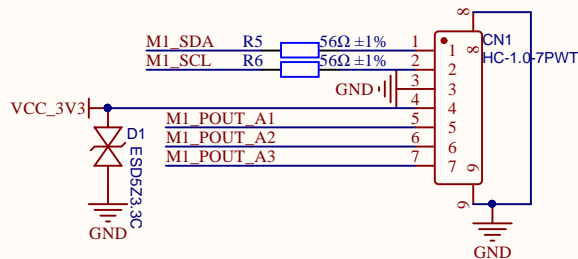 8
M1_SDA R5 56Ω ±1% 1 1 8 CN1
M1_SCL R6 56Ω ±1% 2 2 HC-1.0-7PWT
GND 3 3
VCC_3V3 4 4
M1_POUT_A1 5 5
D1
ESD5Z3.3C
M1_POUT_A2 6 6
M1_POUT_A3 7 7 9
9
GND
GND